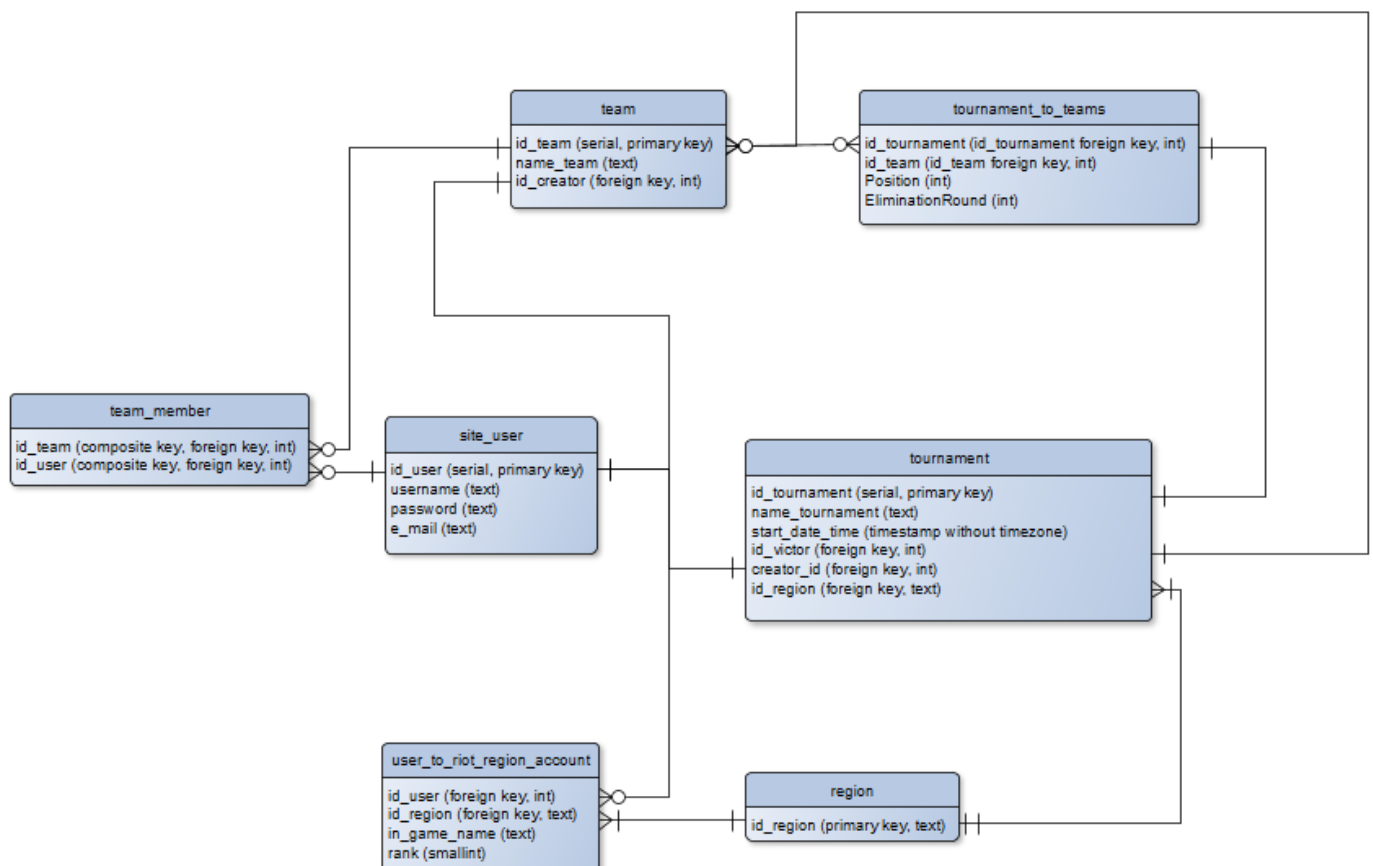 team
id_team (serial, primary key)
name_team (text)
id_creator (foreign key, int)
tournament_to_teams
id_tournament (id_tournament foreign key, int)
id_team (id_team foreign key, int)
Position (int)
EliminationRound (int)
team_member
id_team (composite key, foreign key, int)
id_user (composite key, foreign key, int)
site_user
id_user (serial, primary key)
username (text)
password (text)
e_mail (text)
tournament
id_tournament (serial, primary key)
name_tournament (text)
start_date_time (timestamp without timezone)
id_victor (foreign key, int)
creator_id (foreign key, int)
id_region (foreign key, text)
user_to_riot_region_account
id_user (foreign key, int)
id_region (foreign key, text)
in_game_name (text)
rank (smallint)
region
id_region (primary key, text)